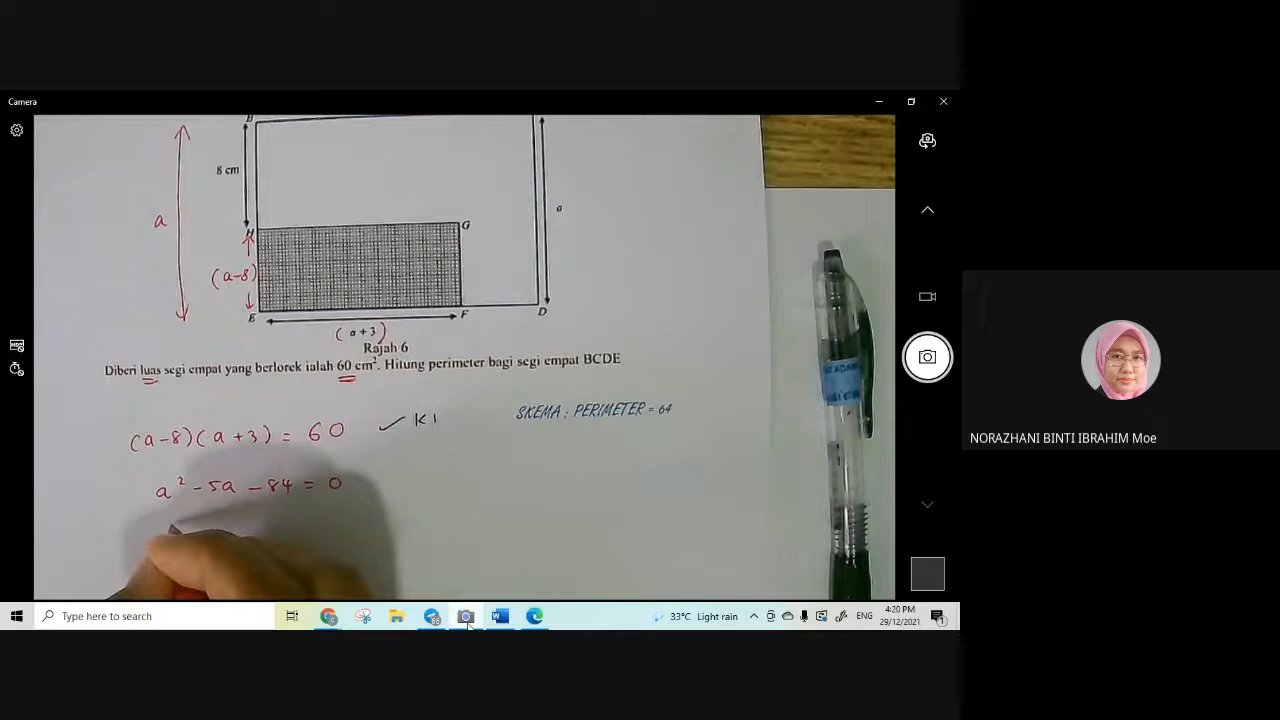 Camera
8 cm
a
a
H
G
(a-8)
E
F
D
(a+3)
Rajah 6
Diberi luas segi empat yang berlorek ialah 60 cm². Hitung perimeter bagi segi empat BCDE
SKEMA : PERIMETER = 64
(a-8)(a+3) = 60 ✓ K1
a² - 5a - 84 = 0
NORAZHANI BINTI IBRAHIM Moe
Type here to search
33°C Light rain
ENG
4:20 PM
29/12/2021